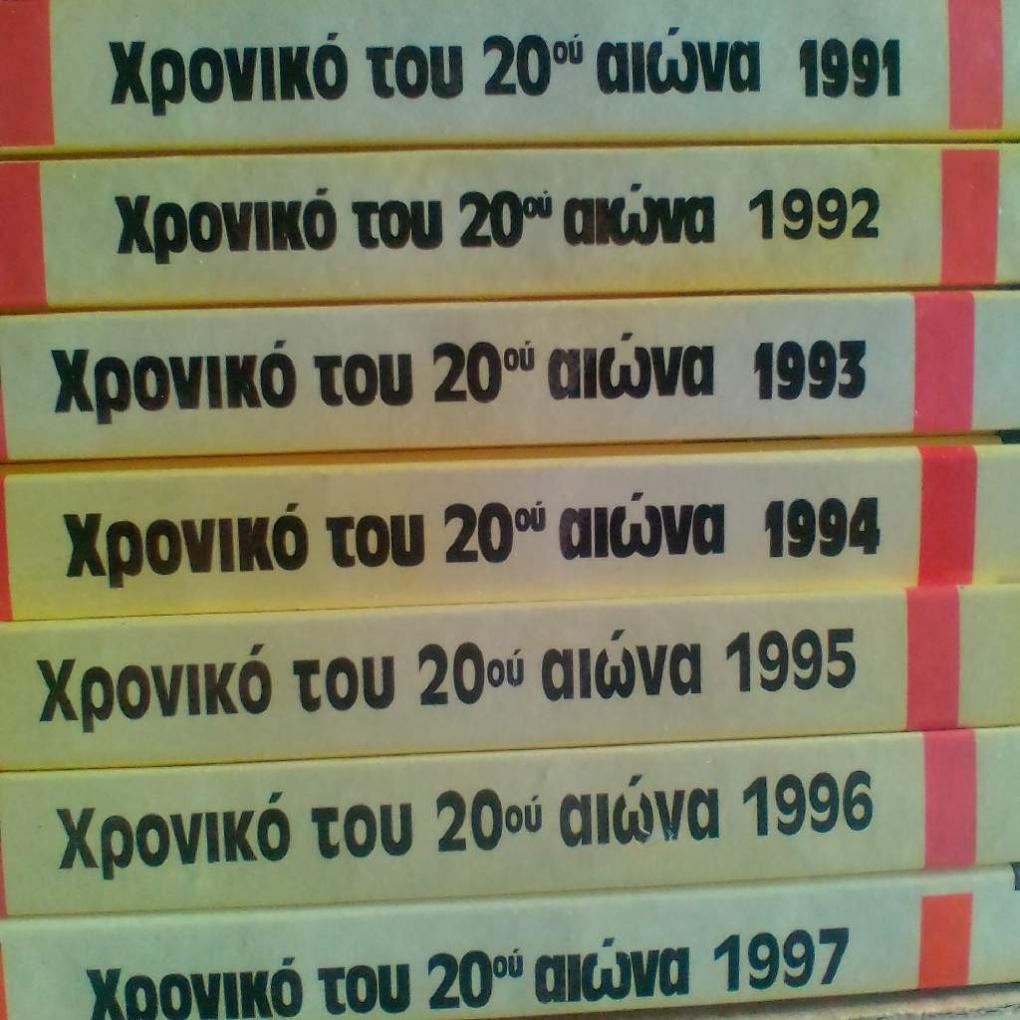 Χρονικό του 20ού αιώνα 1991
Χρονικό του 20ού αιώνα 1992
Χρονικό του 20ού αιώνα 1993
Χρονικό του 20ού αιώνα 1994
Χρονικό του 20ού αιώνα 1995
Χρονικό του 20ού αιώνα 1996
Χρονικό του 20ού αιώνα 1997